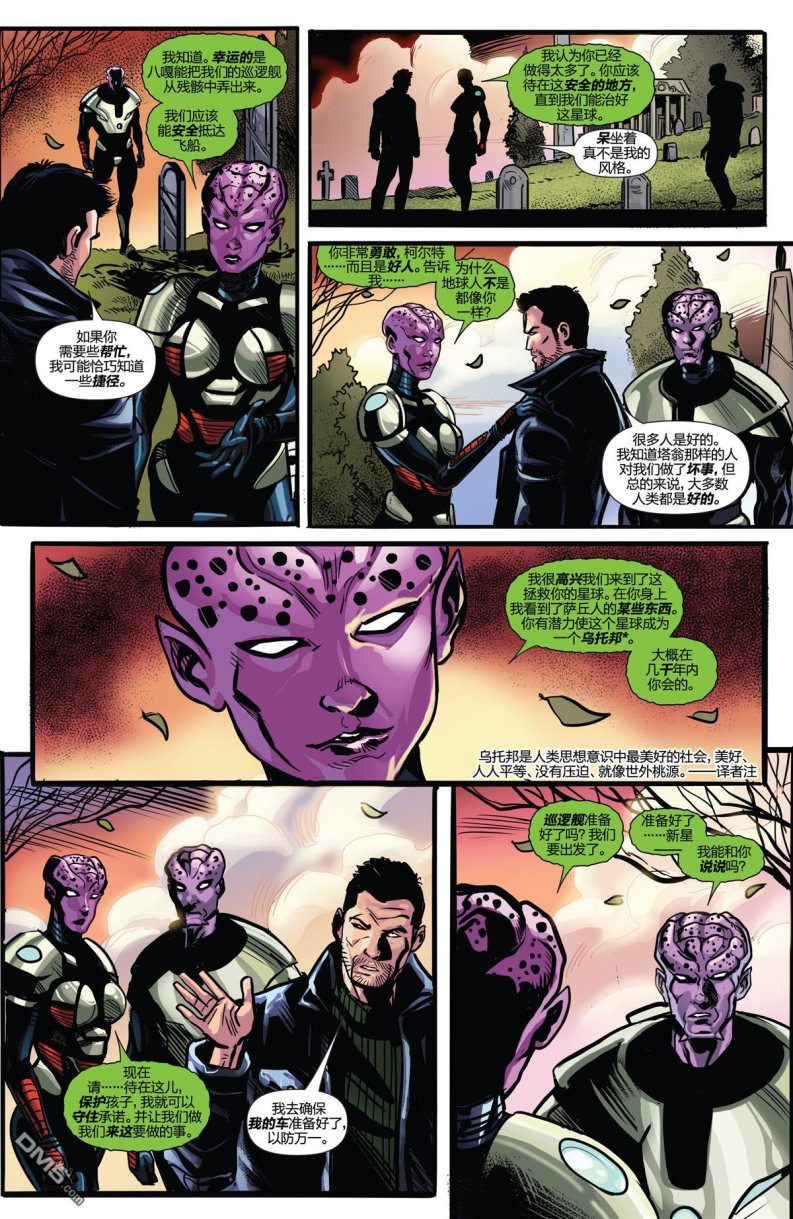 我知道。幸运的是
八嘎能把我们的巡逻舰
从残骸中弄出来。
我们应该
能安全抵达
飞船。
如果你
需要些帮忙，
我可能恰巧知道
一些捷径。
我认为你已经
做得太多了。你应该
待在这安全的地方，
直到我们能治好
这星球。
呆坐着
真不是我的
风格。
你非常勇敢，柯尔特
……而且是好人。告诉
我……
为什么
地球人不是
都像你
一样？
很多人是好的。
我知道塔翁那样的人
对我们做了坏事，但
总的来说，大多数
人类都是好的。
我很高兴我们来到了这
拯救你的星球。在你身上
我看到了萨丘人的某些东西。
你有潜力使这个星球成为
一个乌托邦*。
大概在
几千年内
你会的。
乌托邦是人类思想意识中最美好的社会，美好、
人人平等、没有压迫、就像世外桃源。——译者注
现在
请……待在这儿，
保护孩子，我就可以
守住承诺。并让我们做
我们来这要做的事。
我去确保
我的车准备好了，
以防万一。
巡逻舰准备
好了吗？我们
要出发了。
准备好了
……新星
——
我能和你
说说吗？
DM5.com